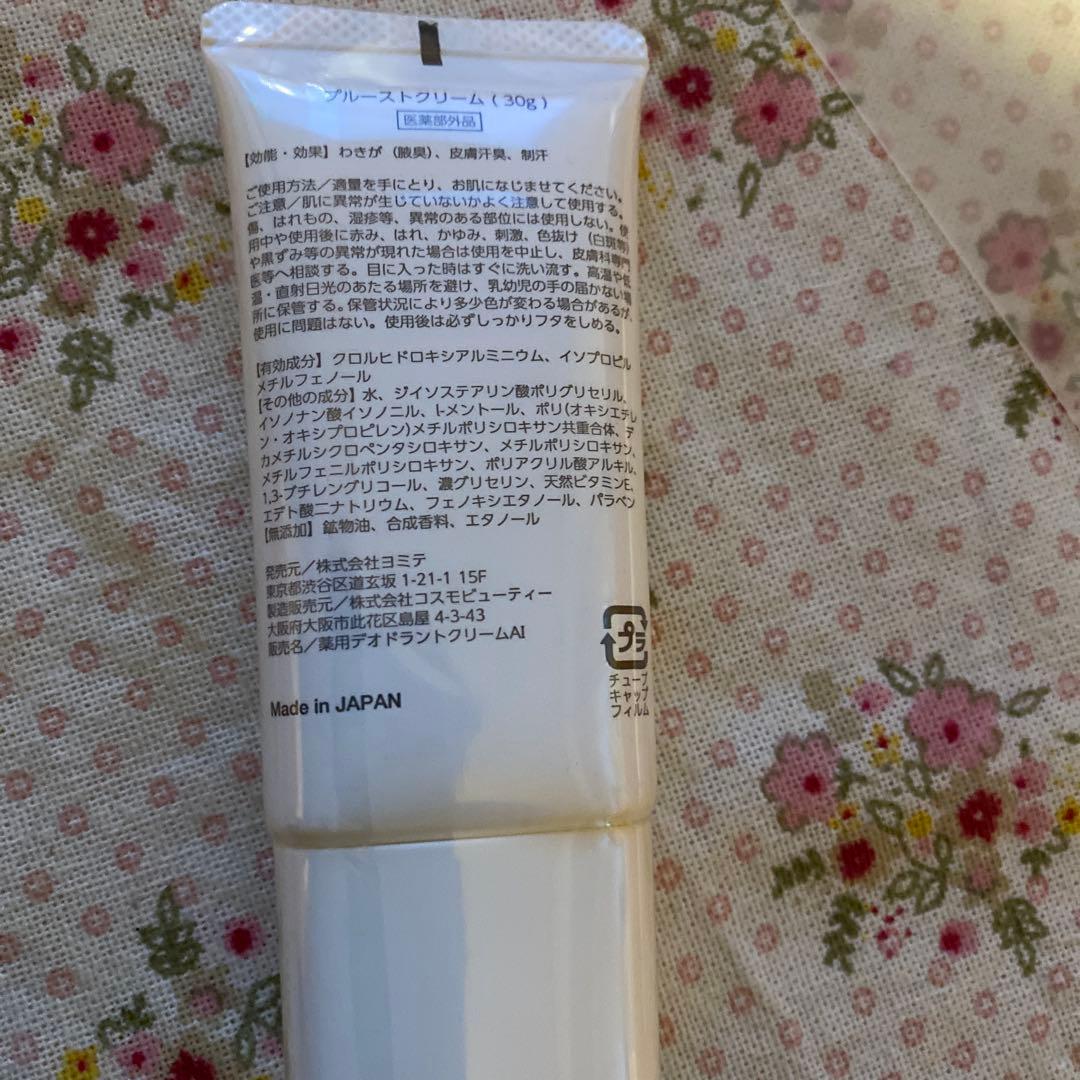 プルーストクリーム（30g）
医薬部外品
【効能・効果】わきが（腋臭）、皮膚汗臭、制汗
ご使用方法／適量を手にとり、お肌になじませてください。
ご注意／肌に異常が生じていないかよく注意して使用する。
傷、はれもの、湿疹等、異常のある部位には使用しない。使
用中や使用後に赤み、はれ、かゆみ、刺激、色抜け（白斑等）
や黒ずみ等の異常が現れた場合は使用を中止し、皮膚科専門
医等へ相談する。目に入った時はすぐに洗い流す。高温や低
温・直射日光のあたる場所を避け、乳幼児の手の届かない場
所に保管する。保管状況により多少色が変わる場合があるが、
使用に問題はない。使用後は必ずしっかりフタをしめる。
【有効成分】クロルヒドロキシアルミニウム、イソプロピル
メチルフェノール
【その他の成分】水、ジイソステアリン酸ポリグリセリル、
イソノナン酸イソノニル、l-メントール、ポリ(オキシエチレ
ン・オキシプロピレン)メチルポリシロキサン共重合体、デ
カメチルシクロペンタシロキサン、メチルポリシロキサン、
メチルフェニルポリシロキサン、ポリアクリル酸アルキル、
1,3-ブチレングリコール、濃グリセリン、天然ビタミンE、
エデト酸二ナトリウム、フェノキシエタノール、パラベン
【無添加】鉱物油、合成香料、エタノール
発売元／株式会社ヨミテ
東京都渋谷区道玄坂 1-21-1 15F
製造販売元／株式会社コスモビューティー
大阪府大阪市此花区島屋 4-3-43
販売名／薬用デオドラントクリームAI
プラ
チューブ
キャップ
フィルム
Made in JAPAN